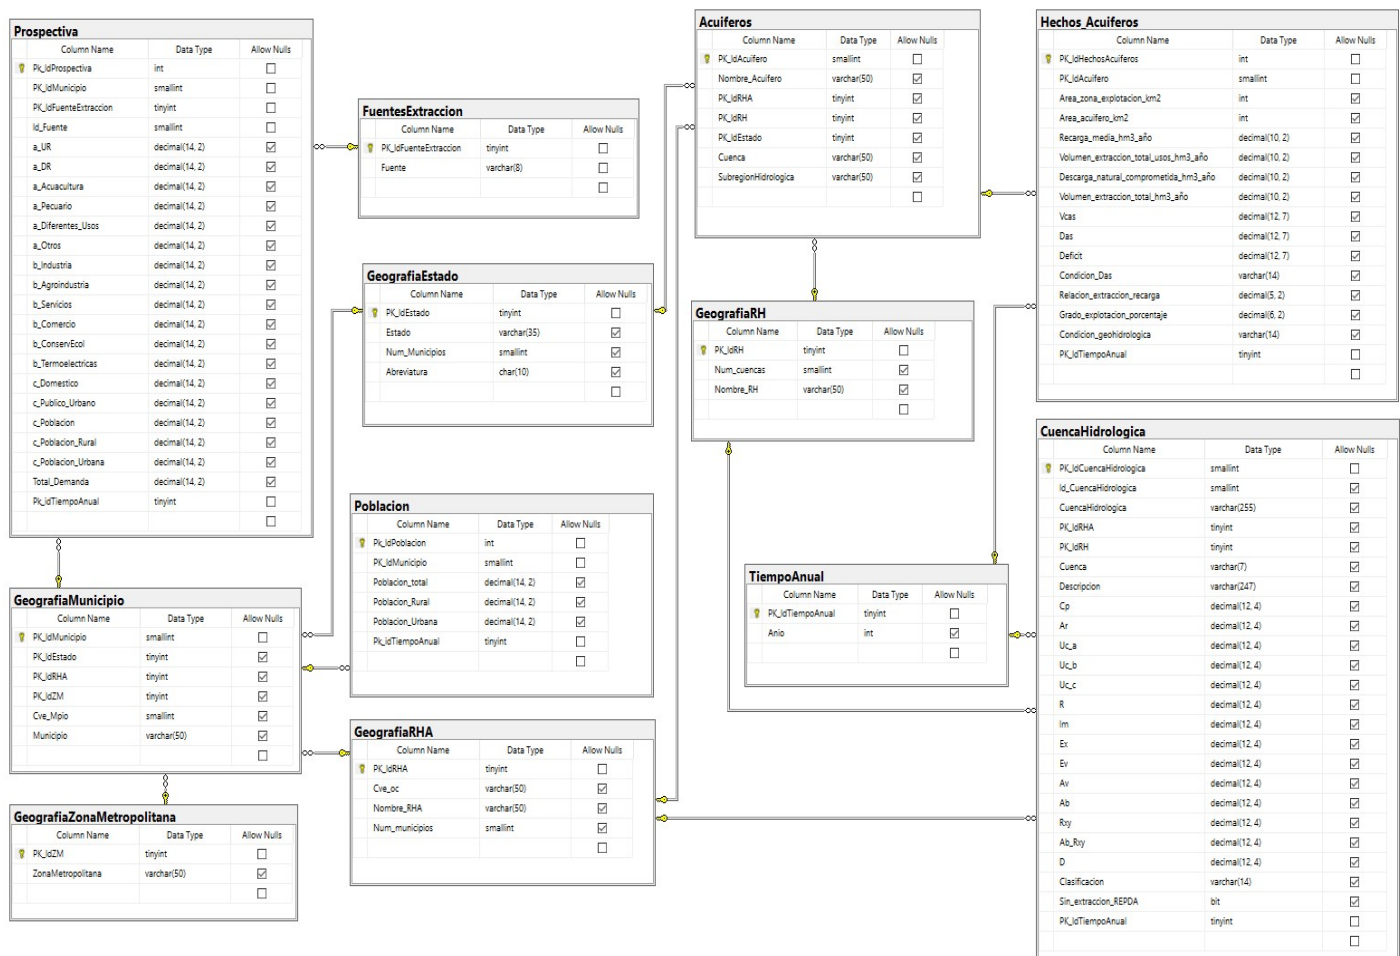 Prospectiva
Column Name Data Type Allow Nulls
Pk_IdProspectiva int
PK_IdMunicipio smallint
PK_IdFuenteExtraccion tinyint
Id_Fuente smallint
a_UR decimal(14, 2)
a_DR decimal(14, 2)
a_Acuacultura decimal(14, 2)
a_Pecuario decimal(14, 2)
a_Diferentes_Usos decimal(14, 2)
a_Otros decimal(14, 2)
b_Industria decimal(14, 2)
b_Agroindustria decimal(14, 2)
b_Servicios decimal(14, 2)
b_Comercio decimal(14, 2)
b_ConservEcol decimal(14, 2)
b_Termoelectricas decimal(14, 2)
c_Domestico decimal(14, 2)
c_Publico_Urbano decimal(14, 2)
c_Poblacion decimal(14, 2)
c_Poblacion_Rural decimal(14, 2)
c_Poblacion_Urbana decimal(14, 2)
Total_Demanda decimal(14, 2)
Pk_idTiempoAnual tinyint
GeografiaMunicipio
Column Name Data Type Allow Nulls
PK_IdMunicipio smallint
PK_IdEstado tinyint
PK_IdRHA tinyint
PK_IdZM tinyint
Cve_Mpio smallint
Municipio varchar(50)
GeografiaZonaMetropolitana
Column Name Data Type Allow Nulls
PK_IdZM tinyint
ZonaMetropolitana varchar(50)
FuentesExtraccion
Column Name Data Type Allow Nulls
PK_IdFuenteExtraccion tinyint
Fuente varchar(8)
GeografiaEstado
Column Name Data Type Allow Nulls
PK_IdEstado tinyint
Estado varchar(35)
Num_Municipios smallint
Abreviatura char(10)
Poblacion
Column Name Data Type Allow Nulls
Pk_IdPoblacion int
PK_IdMunicipio smallint
Poblacion_total decimal(14, 2)
Poblacion_Rural decimal(14, 2)
Poblacion_Urbana decimal(14, 2)
Pk_idTiempoAnual tinyint
GeografiaRHA
Column Name Data Type Allow Nulls
PK_IdRHA tinyint
Cve_oc varchar(50)
Nombre_RHA varchar(50)
Num_municipios smallint
Acuiferos
Column Name Data Type Allow Nulls
PK_IdAcuifero smallint
Nombre_Acuifero varchar(50)
PK_IdRHA tinyint
PK_IdRH tinyint
PK_IdEstado tinyint
Cuenca varchar(50)
SubregionHidrologica varchar(50)
GeografiaRH
Column Name Data Type Allow Nulls
PK_IdRH tinyint
Num_cuencas smallint
Nombre_RH varchar(50)
TiempoAnual
Column Name Data Type Allow Nulls
PK_IdTiempoAnual tinyint
Anio int
Hechos_Acuiferos
Column Name Data Type Allow Nulls
PK_IdHechosAcuiferos int
PK_IdAcuifero smallint
Area_zona_explotacion_km2 int
Area_acuifero_km2 int
Recarga_media_hm3_año decimal(10, 2)
Volumen_extraccion_total_usos_hm3_año decimal(10, 2)
Descarga_natural_comprometida_hm3_año decimal(10, 2)
Volumen_extraccion_total_hm3_año decimal(10, 2)
Vcas decimal(12, 7)
Das decimal(12, 7)
Deficit decimal(12, 7)
Condicion_Das varchar(14)
Relacion_extraccion_recarga decimal(5, 2)
Grado_explotacion_porcentaje decimal(6, 2)
Condicion_geohidrologica varchar(14)
PK_IdTiempoAnual tinyint
CuencaHidrologica
Column Name Data Type Allow Nulls
PK_IdCuencaHidrologica smallint
Id_CuencaHidrologica smallint
CuencaHidrologica varchar(255)
PK_IdRHA tinyint
PK_IdRH tinyint
Cuenca varchar(7)
Descripcion varchar(247)
Cp decimal(12, 4)
Ar decimal(12, 4)
Uc_a decimal(12, 4)
Uc_b decimal(12, 4)
Uc_c decimal(12, 4)
R decimal(12, 4)
Im decimal(12, 4)
Ex decimal(12, 4)
Ev decimal(12, 4)
Av decimal(12, 4)
Ab decimal(12, 4)
Rxy decimal(12, 4)
Ab_Rxy decimal(12, 4)
D decimal(12, 4)
Clasificacion varchar(14)
Sin_extraccion_REPDA bit
PK_IdTiempoAnual tinyint